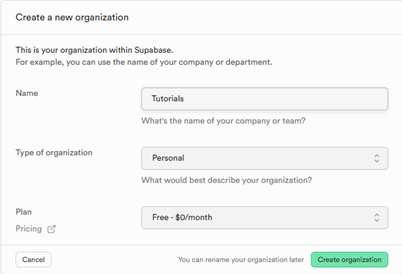 Create a new organization
This is your organization within Supabase.
For example, you can use the name of your company or department.
Name
Tutorials
What's the name of your company or team?
Type of organization
Personal
What would best describe your organization?
Plan
Free - $0/month
Pricing
Cancel
You can rename your organization later
Create organization